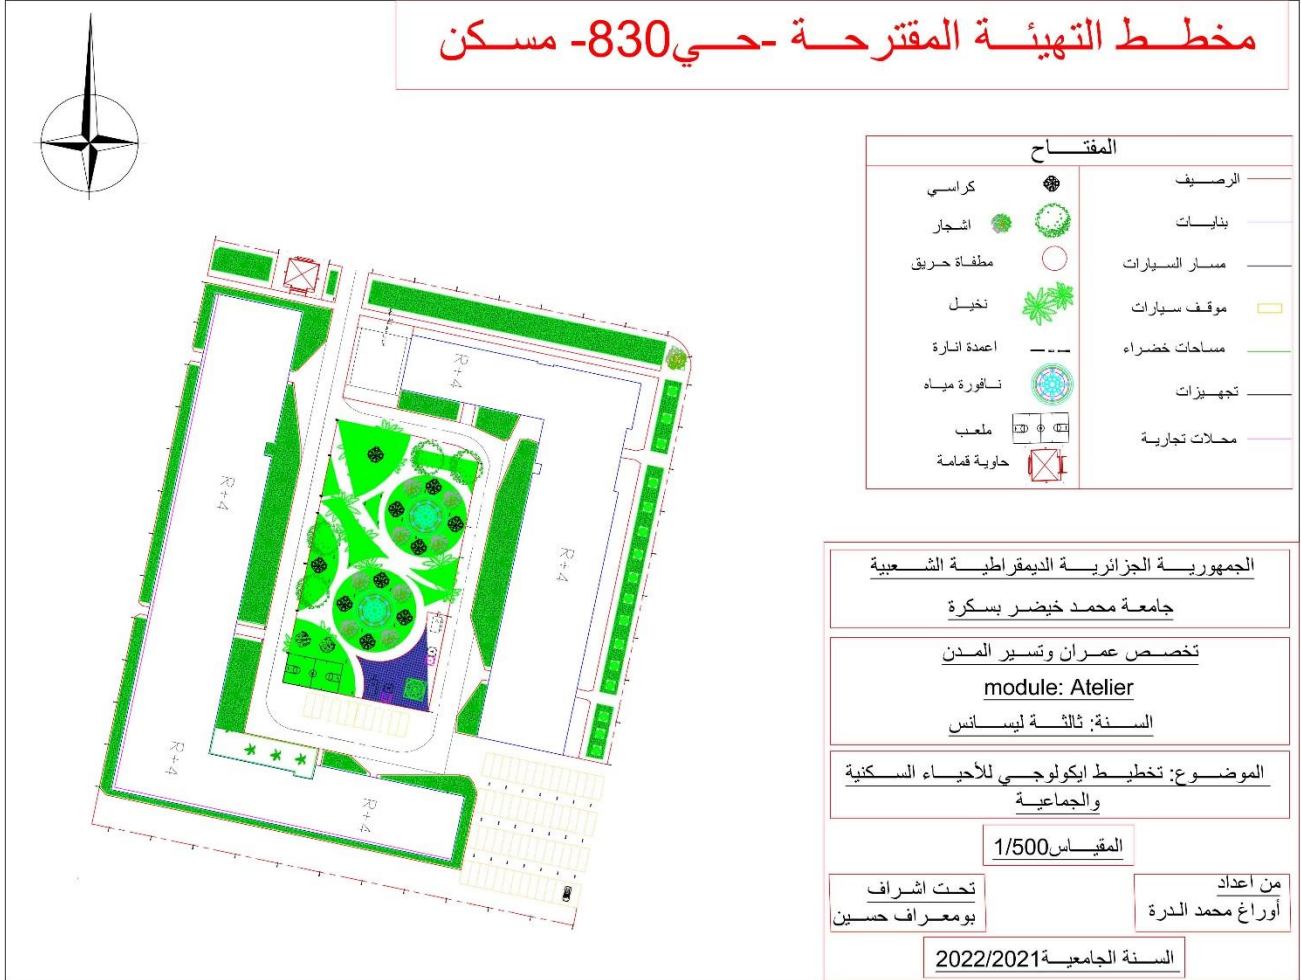 مخطط التهيئة المقترحة -حي830- مسكن
المفتاح
الرصيف
بنايات
مسار السيارات
موقف سيارات
مساحات خضراء
تجهيزات
محلات تجارية
كراسي
اشجار
مطفاة حريق
نخيل
اعمدة انارة
نافورة مياه
ملعب
حاوية قمامة
R+4
R+4
R+4
R+4
R+4
الجمهورية الجزائرية الديمقراطية الشعبية
جامعة محمد خيضر بسكرة
تخصص عمران وتسير المدن
module: Atelier
السنة: ثالثة ليسانس
الموضوع: تخطيط ايكولوجي للأحياء السكنية
والجماعية
المقياس1/500
من اعداد
أوراغ محمد الدرة
تحت اشراف
بومعراف حسين
السنة الجامعية2022/2021